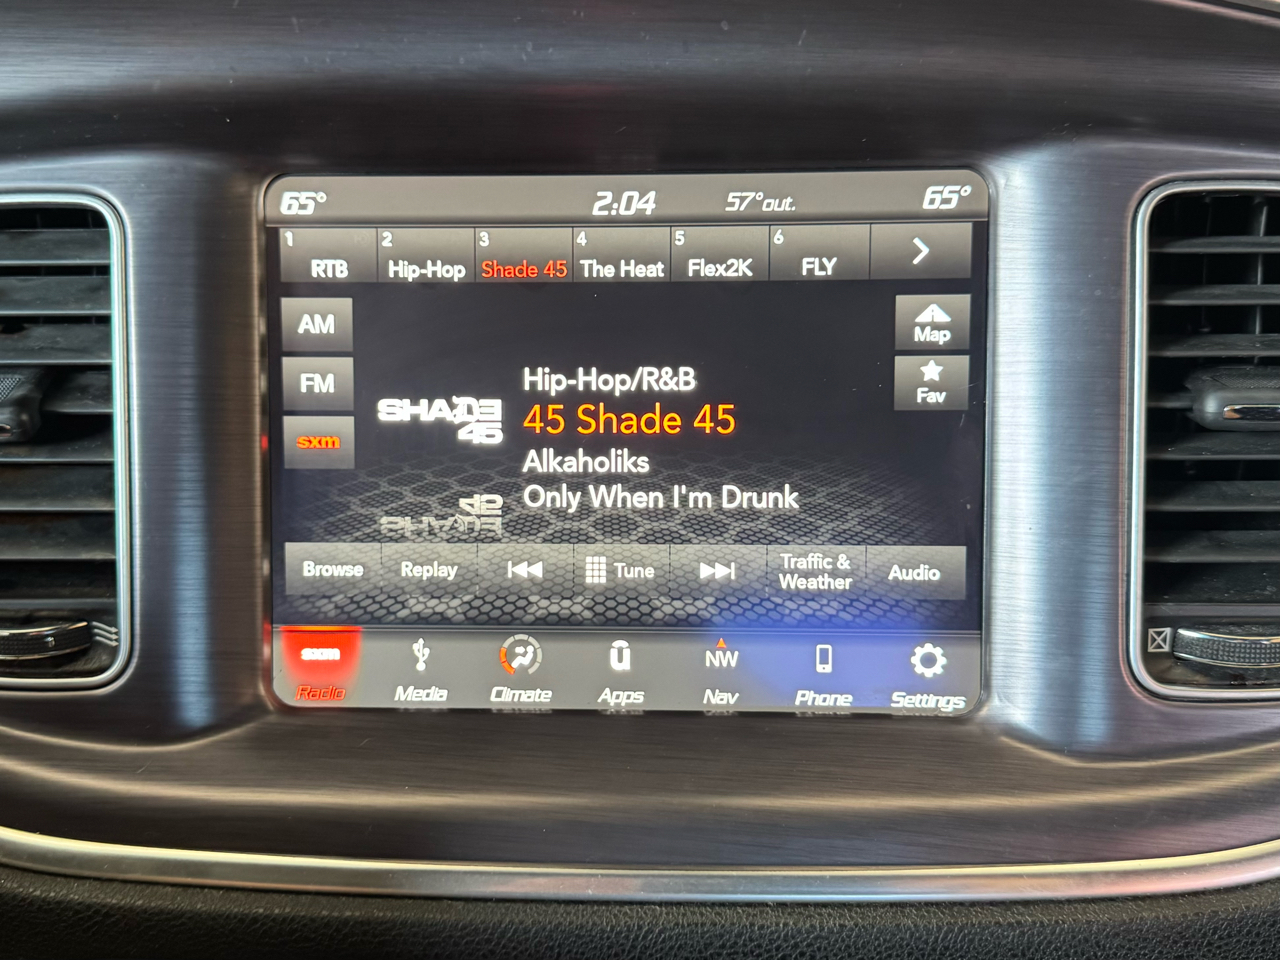 65° 2:04 57°out. 65°
1 RTB 2 Hip-Hop 3 Shade 45 4 The Heat 5 Flex2K 6 FLY
AM
Map
FM
Fav
sxm
SHADE
45
Hip-Hop/R&B
45 Shade 45
Alkaholiks
Only When I'm Drunk
Browse Replay Tune Traffic & Weather Audio
sxm NW
Radio Media Climate Apps Nav Phone Settings